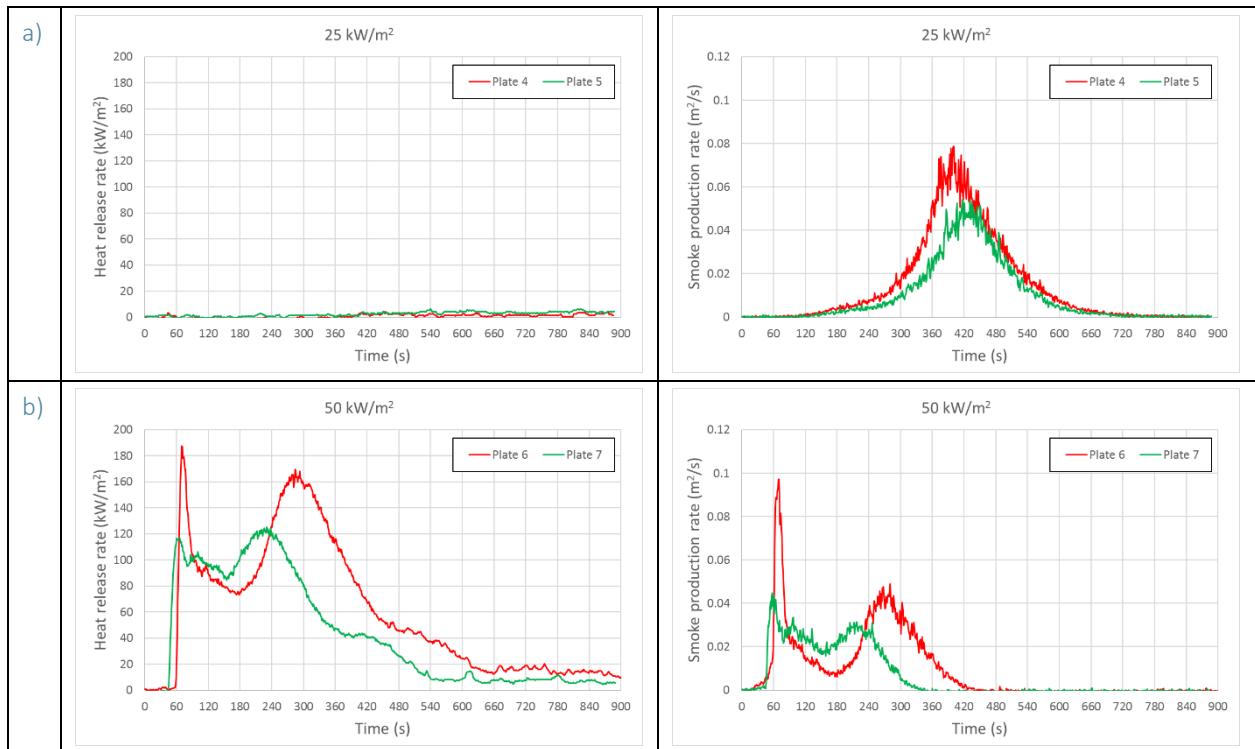 a)
25 kW/m²
Plate 4 Plate 5
Heat release rate (kW/m²)
200
180
160
140
120
100
80
60
40
20
0
0 60 120 180 240 300 360 420 480 540 600 660 720 780 840 900
Time (s)
25 kW/m²
Plate 4 Plate 5
Smoke production rate (m²/s)
0.12
0.1
0.08
0.06
0.04
0.02
0
0 60 120 180 240 300 360 420 480 540 600 660 720 780 840 900
Time (s)
b)
50 kW/m²
Plate 6 Plate 7
Heat release rate (kW/m²)
200
180
160
140
120
100
80
60
40
20
0
0 60 120 180 240 300 360 420 480 540 600 660 720 780 840 900
Time (s)
50 kW/m²
Plate 6 Plate 7
Smoke production rate (m²/s)
0.12
0.1
0.08
0.06
0.04
0.02
0
0 60 120 180 240 300 360 420 480 540 600 660 720 780 840 900
Time (s)